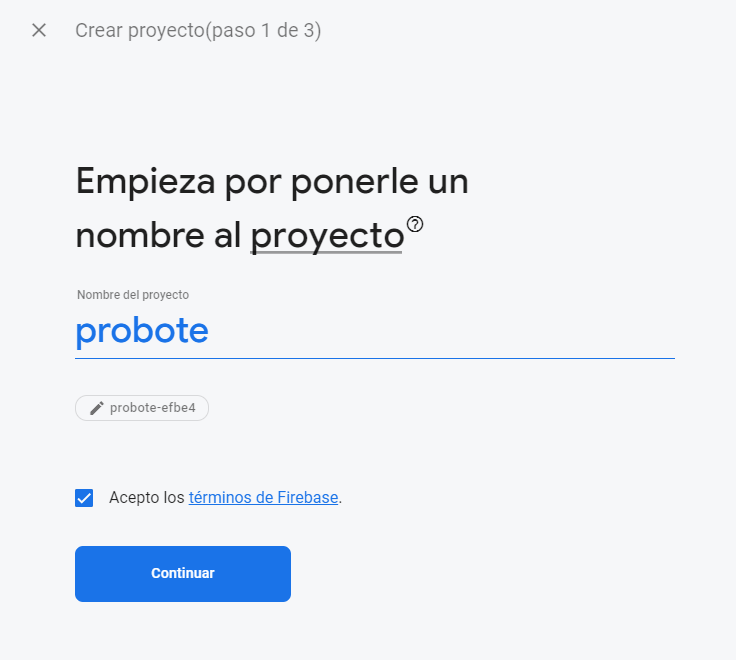 Crear proyecto(paso 1 de 3)
Empieza por ponerle un
nombre al proyecto
Nombre del proyecto
probote
probote-efbe4
Acepto los términos de Firebase.
Continuar